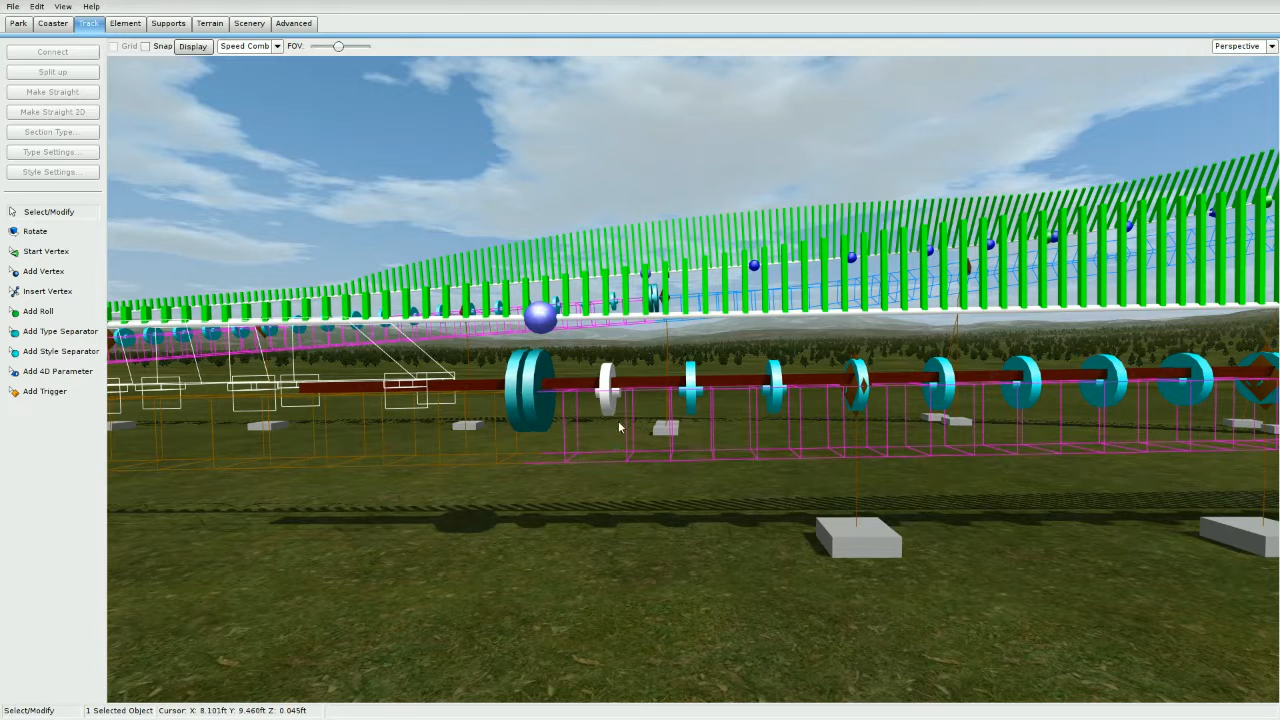 File Edit View Help
Park Coaster Track Element Supports Terrain Scenery Advanced
Grid Snap Display Speed Comb FOV: Perspective
Connect
Split up
Make Straight
Make Straight 2D
Section Type...
Type Settings...
Style Settings...
Select/Modify
Rotate
Start Vertex
Add Vertex
Insert Vertex
Add Roll
Add Type Separator
Add Style Separator
Add 4D Parameter
Add Trigger
Select/Modify 1 Selected Object Cursor: X: 8.101ft Y: 9.460ft Z: 0.045ft